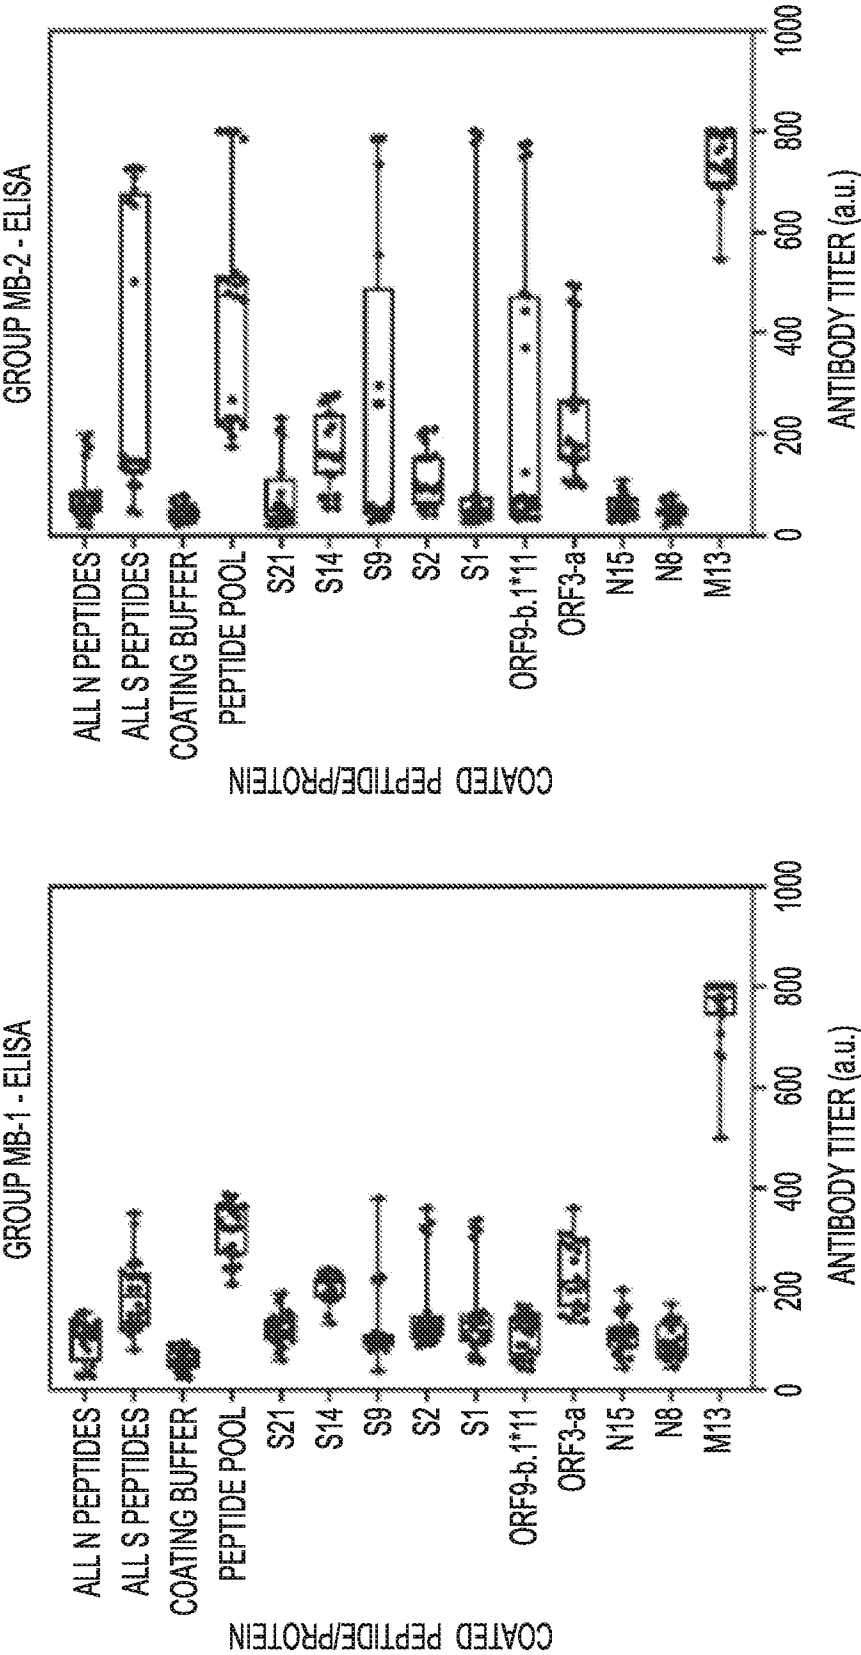 GROUP MB-1 - ELISA
COATED PEPTIDE/PROTEIN
ALL N PEPTIDES
ALL S PEPTIDES
COATING BUFFER
PEPTIDE POOL
S21
S14
S9
S2
S1
ORF9-b.1*11
ORF3-a
N15
N8
M13
0
200
400
600
800
1000
ANTIBODY TITER (a.u.)
GROUP MB-2 - ELISA
COATED PEPTIDE/PROTEIN
ALL N PEPTIDES
ALL S PEPTIDES
COATING BUFFER
PEPTIDE POOL
S21
S14
S9
S2
S1
ORF9-b.1*11
ORF3-a
N15
N8
M13
0
200
400
600
800
1000
ANTIBODY TITER (a.u.)